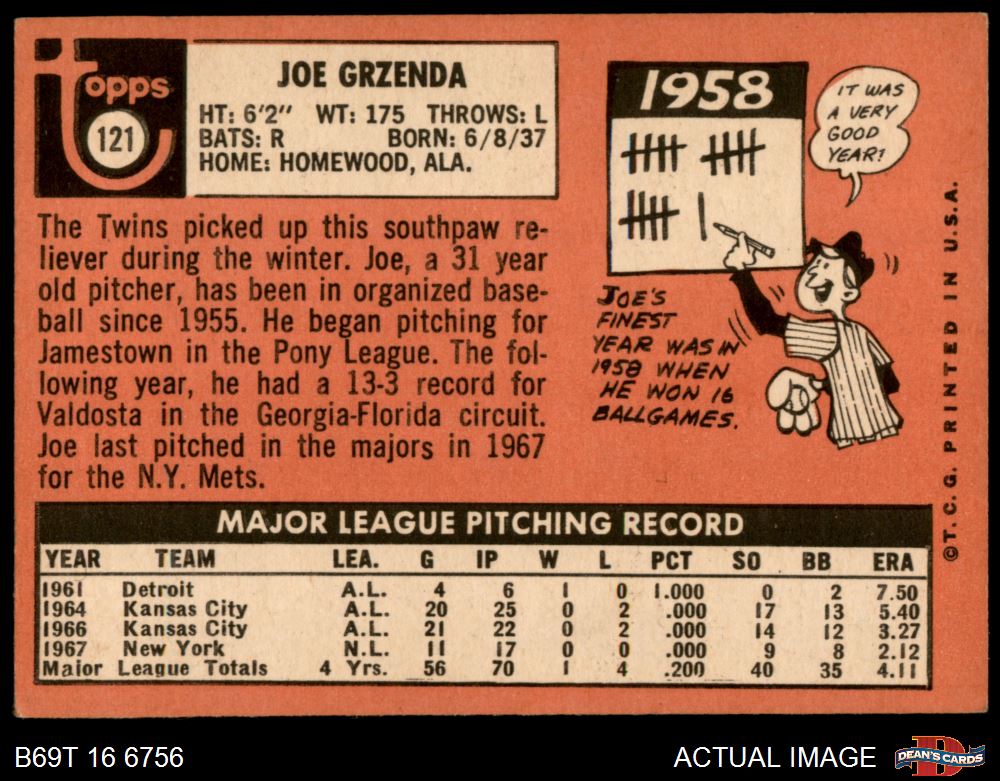 topps
121
JOE GRZENDA
HT: 6'2" WT: 175 THROWS: L
BATS: R BORN: 6/8/37
HOME: HOMEWOOD, ALA.
The Twins picked up this southpaw re-
liever during the winter. Joe, a 31 year
old pitcher, has been in organized base-
ball since 1955. He began pitching for
Jamestown in the Pony League. The fol-
lowing year, he had a 13-3 record for
Valdosta in the Georgia-Florida circuit.
Joe last pitched in the majors in 1967
for the N.Y. Mets.
1958
IT WAS
A VERY
GOOD
YEAR!
JOE'S
FINEST
YEAR WAS IN
1958 WHEN
HE WON 16
BALLGAMES.
©T.C.G. PRINTED IN U.S.A.
MAJOR LEAGUE PITCHING RECORD
YEAR TEAM LEA. G IP W L PCT SO BB ERA
1961 Detroit A.L. 4 6 1 0 1.000 0 2 7.50
1964 Kansas City A.L. 20 25 0 2 .000 17 13 5.40
1966 Kansas City A.L. 21 22 0 2 .000 14 12 3.27
1967 New York N.L. 11 17 0 0 .000 9 8 2.12
Major League Totals 4 Yrs. 56 70 1 4 .200 40 35 4.11
B69T 16 6756
ACTUAL IMAGE
D
DEAN'S CARDS